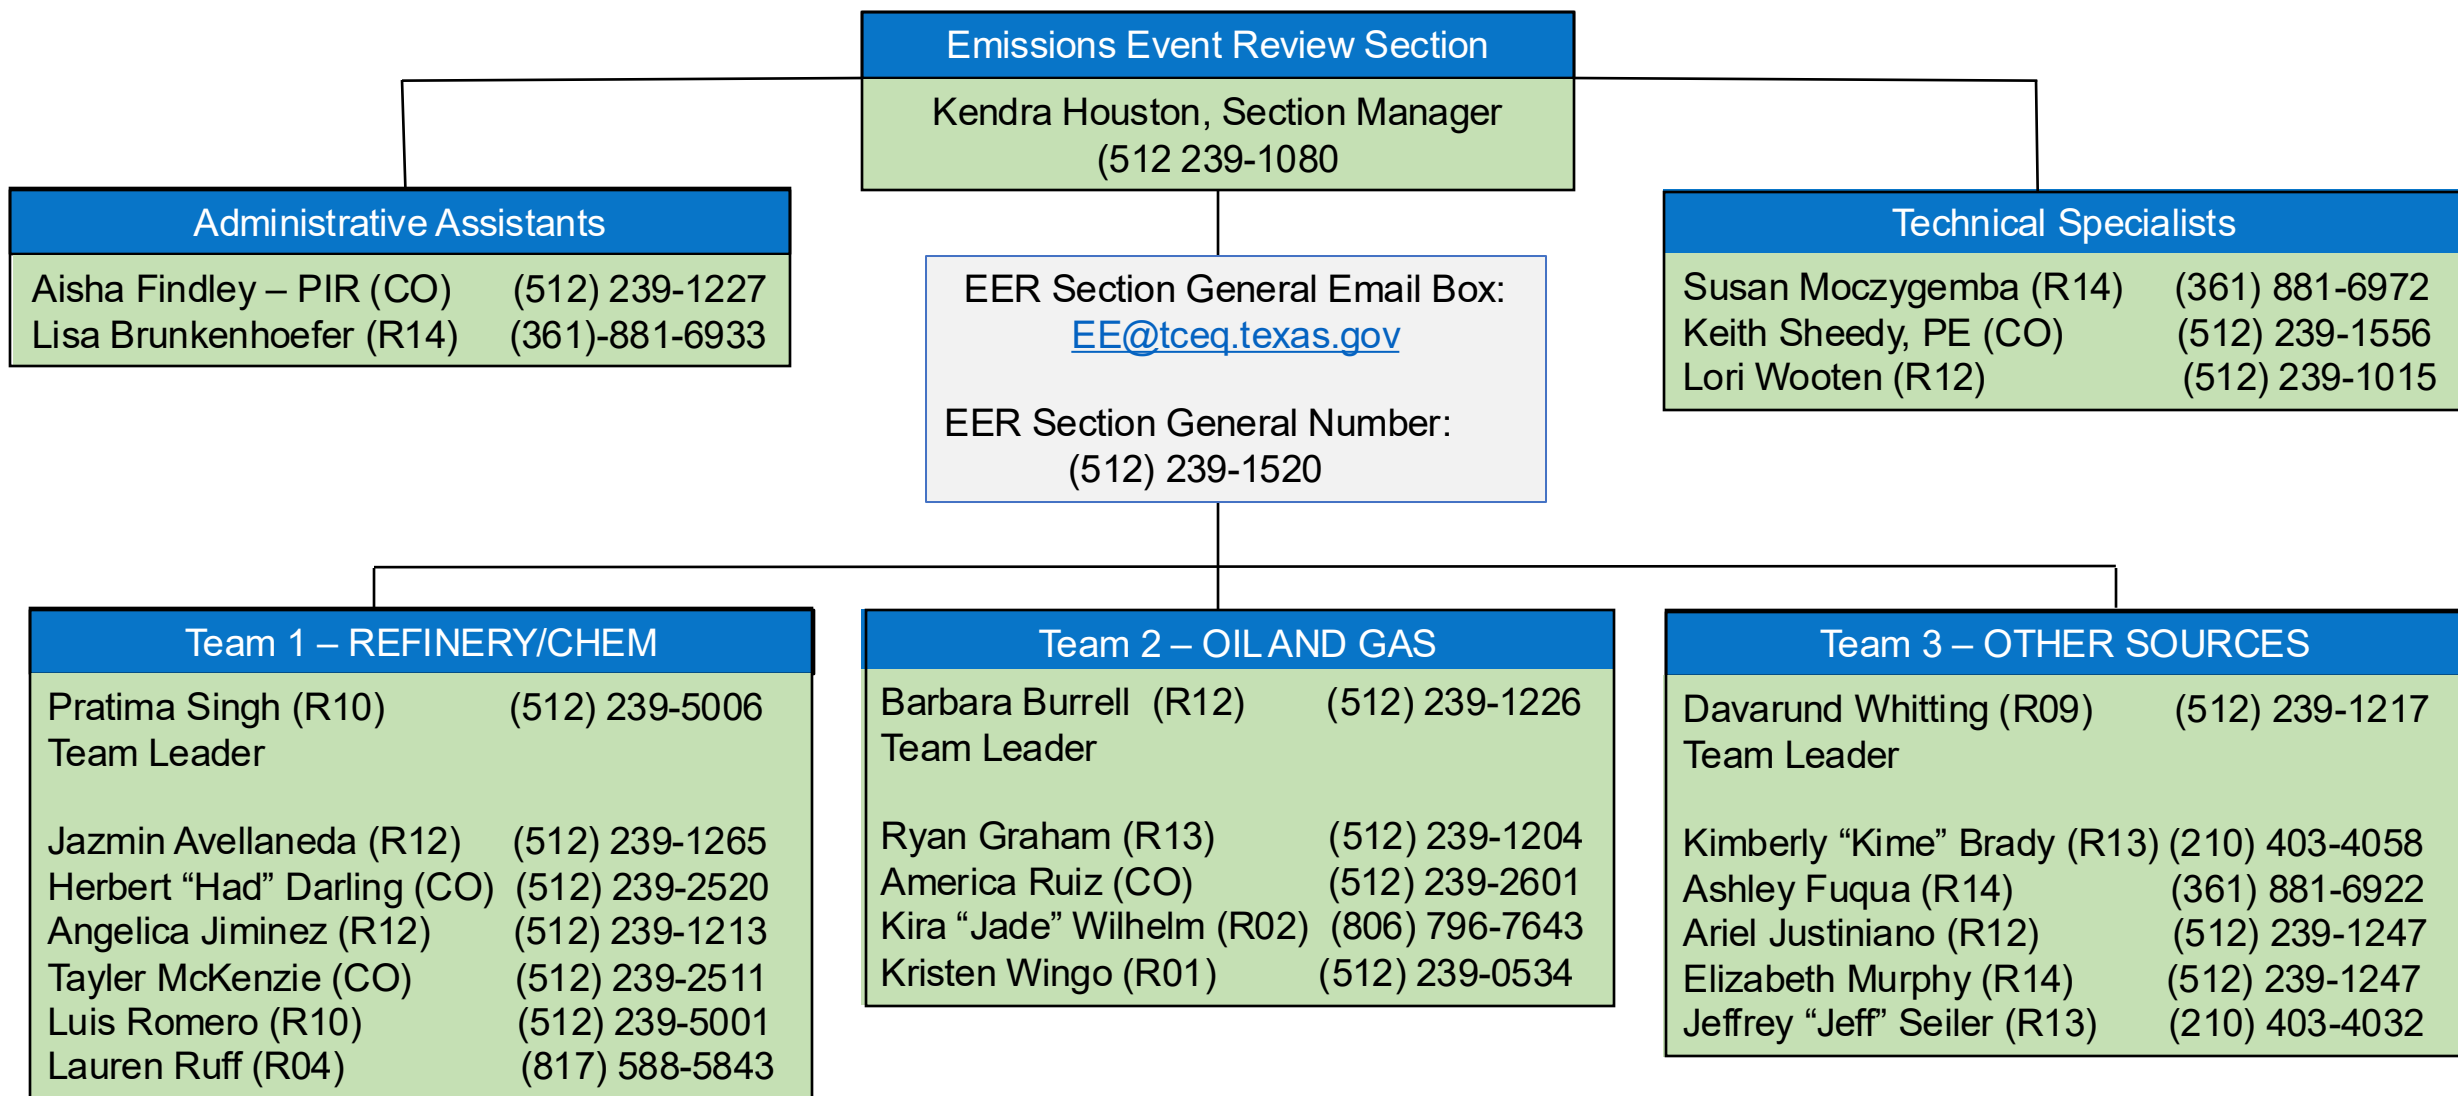 Emissions Event Review Section
Kendra Houston, Section Manager
(512 239-1080
Administrative Assistants
Aisha Findley – PIR (CO) (512) 239-1227
Lisa Brunkenhoefer (R14) (361)-881-6933
Technical Specialists
Susan Moczygemba (R14) (361) 881-6972
Keith Sheedy, PE (CO) (512) 239-1556
Lori Wooten (R12) (512) 239-1015
EER Section General Email Box:
EE@tceq.texas.gov
EER Section General Number:
(512) 239-1520
Team 1 – REFINERY/CHEM
Pratima Singh (R10) (512) 239-5006
Team Leader
Jazmin Avellaneda (R12) (512) 239-1265
Herbert “Had” Darling (CO) (512) 239-2520
Angelica Jiminez (R12) (512) 239-1213
Tayler McKenzie (CO) (512) 239-2511
Luis Romero (R10) (512) 239-5001
Lauren Ruff (R04) (817) 588-5843
Team 2 – OIL AND GAS
Barbara Burrell (R12) (512) 239-1226
Team Leader
Ryan Graham (R13) (512) 239-1204
America Ruiz (CO) (512) 239-2601
Kira “Jade” Wilhelm (R02) (806) 796-7643
Kristen Wingo (R01) (512) 239-0534
Team 3 – OTHER SOURCES
Davarund Whitting (R09) (512) 239-1217
Team Leader
Kimberly “Kime” Brady (R13) (210) 403-4058
Ashley Fuqua (R14) (361) 881-6922
Ariel Justiniano (R12) (512) 239-1247
Elizabeth Murphy (R14) (512) 239-1247
Jeffrey “Jeff” Seiler (R13) (210) 403-4032